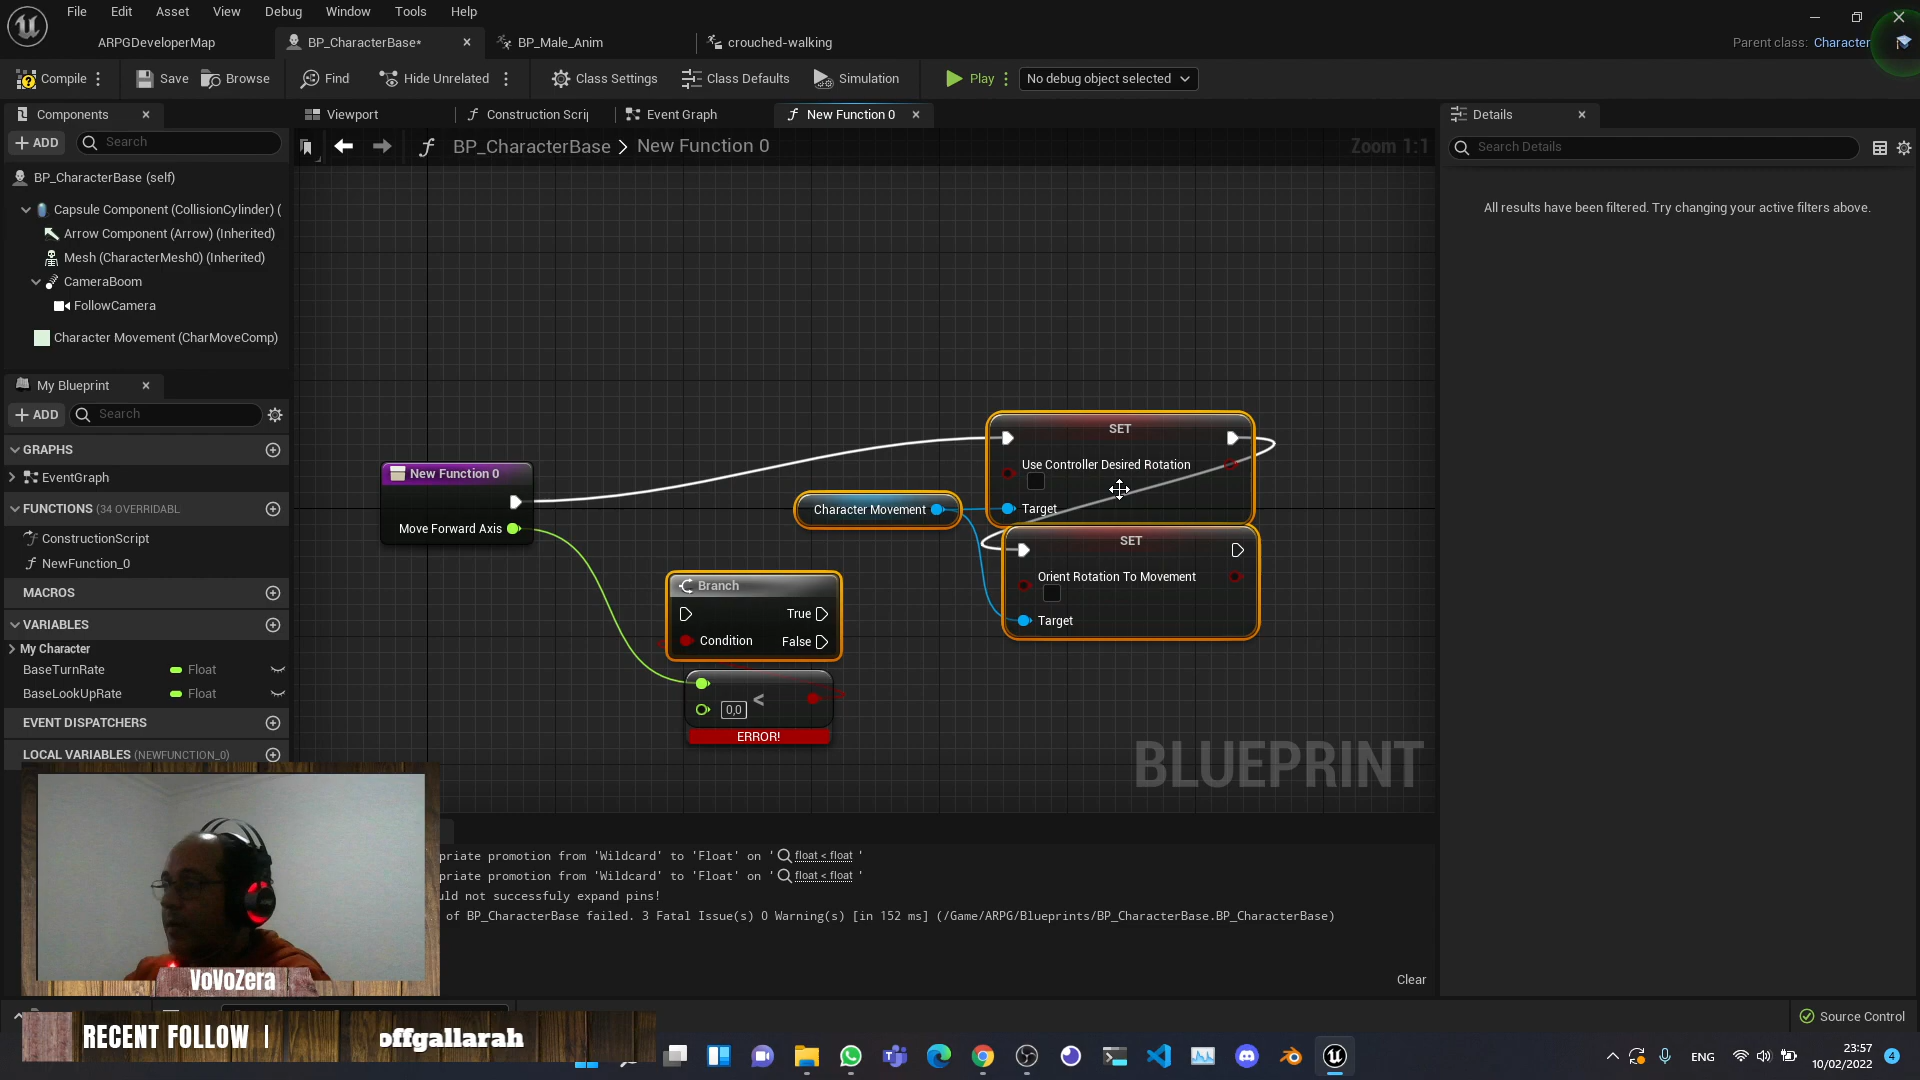 File Edit Asset View Debug Window Tools Help
ARPGDeveloperMap BP_CharacterBase* BP_Male_Anim crouched-walking Parent class: Character
Compile Save Browse Find Hide Unrelated Class Settings Class Defaults Simulation Play No debug object selected
Components
ADD Search
BP_CharacterBase (self)
Capsule Component (CollisionCylinder) (
Arrow Component (Arrow) (Inherited)
Mesh (CharacterMesh0) (Inherited)
CameraBoom
FollowCamera
Character Movement (CharMoveComp)
My Blueprint
ADD Search
GRAPHS
EventGraph
FUNCTIONS (34 OVERRIDABL
ConstructionScript
NewFunction_0
MACROS
VARIABLES
My Character
BaseTurnRate Float
BaseLookUpRate Float
EVENT DISPATCHERS
LOCAL VARIABLES (NEWFUNCTION_0)
Viewport Construction Scrip Event Graph New Function 0
BP_CharacterBase > New Function 0 Zoom 1:1
New Function 0
Move Forward Axis
Character Movement
SET
Use Controller Desired Rotation
Target
SET
Orient Rotation To Movement
Target
Branch
True
Condition False
0,0 <
ERROR!
BLUEPRINT
Details
Search Details
All results have been filtered. Try changing your active filters above.
priate promotion from 'Wildcard' to 'Float' on ' float < float '
priate promotion from 'Wildcard' to 'Float' on ' float < float '
uld not successfuly expand pins!
of BP_CharacterBase failed. 3 Fatal Issue(s) 0 Warning(s) [in 152 ms] (/Game/ARPG/Blueprints/BP_CharacterBase.BP_CharacterBase)
Clear
VoVoZera
Source Control
RECENT FOLLOW | offgallarah
ENG 23:57
10/02/2022 4